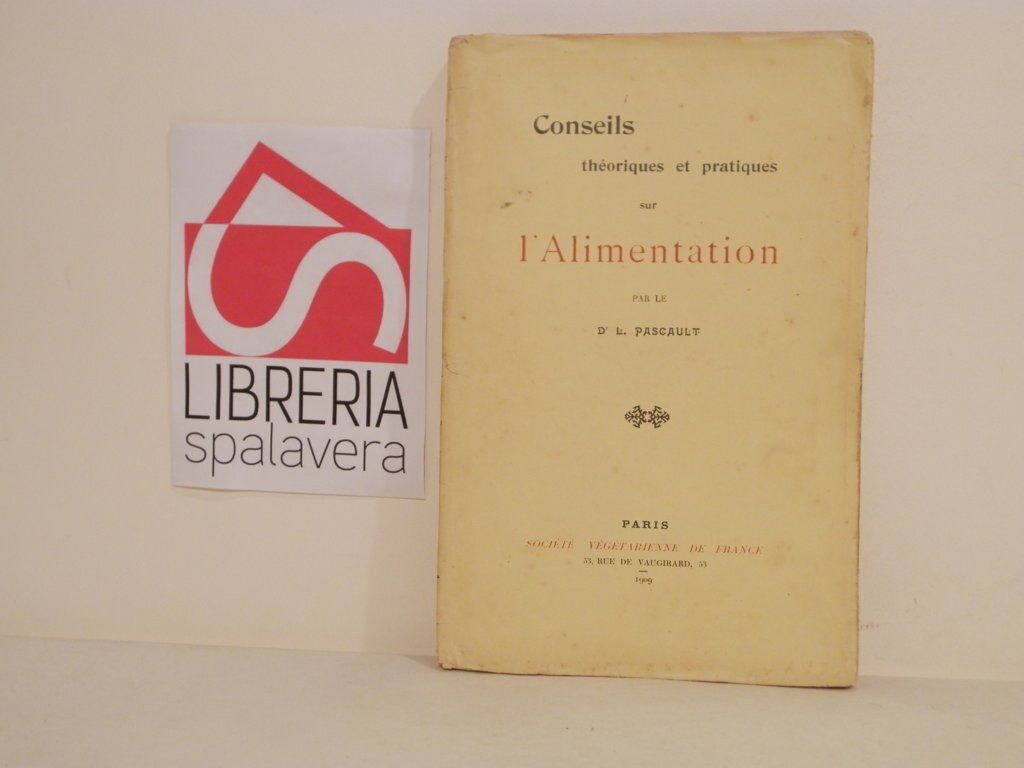 LIBRERIA
spalavera
Conseils
théoriques et pratiques
sur
l'Alimentation
PAR LE
Dr L. PASCAULT
PARIS
SOCIÉTÉ VÉGÉTARIENNE DE FRANCE
53, RUE DE VAUGIRARD, 53
1909